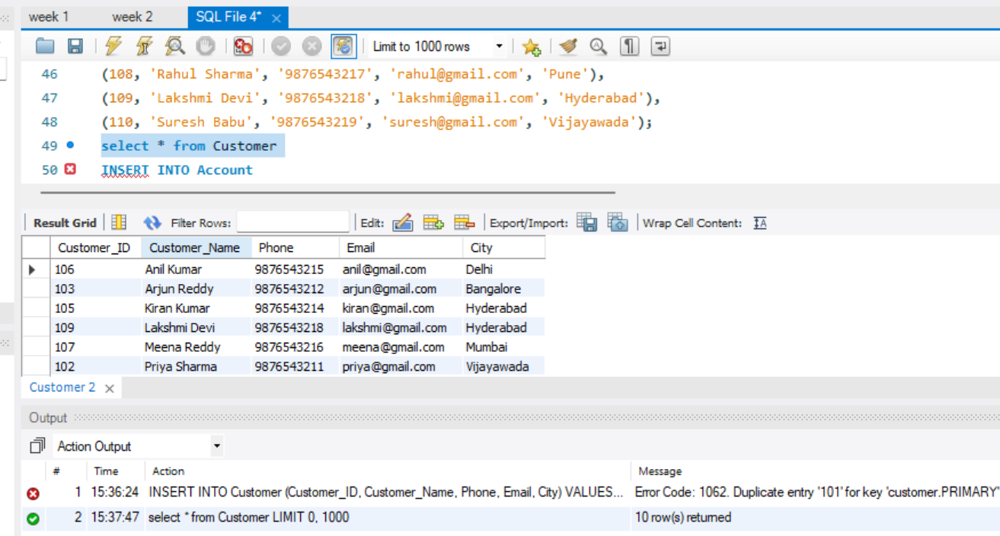 week 1 week 2 SQL File 4*
Limit to 1000 rows
46 (108, 'Rahul Sharma', '9876543217', 'rahul@gmail.com', 'Pune'),
47 (109, 'Lakshmi Devi', '9876543218', 'lakshmi@gmail.com', 'Hyderabad'),
48 (110, 'Suresh Babu', '9876543219', 'suresh@gmail.com', 'Vijayawada');
49 select * from Customer
50 INSERT INTO Account
Result Grid Filter Rows: Edit: Export/Import: Wrap Cell Content: IA
Customer_ID Customer_Name Phone Email City
106 Anil Kumar 9876543215 anil@gmail.com Delhi
103 Arjun Reddy 9876543212 arjun@gmail.com Bangalore
105 Kiran Kumar 9876543214 kiran@gmail.com Hyderabad
109 Lakshmi Devi 9876543218 lakshmi@gmail.com Hyderabad
107 Meena Reddy 9876543216 meena@gmail.com Mumbai
102 Priya Sharma 9876543211 priya@gmail.com Vijayawada
Customer 2
Output
Action Output
# Time Action Message
1 15:36:24 INSERT INTO Customer (Customer_ID, Customer_Name, Phone, Email, City) VALUES... Error Code: 1062. Duplicate entry '101' for key 'customer.PRIMARY'
2 15:37:47 select * from Customer LIMIT 0, 1000 10 row(s) returned